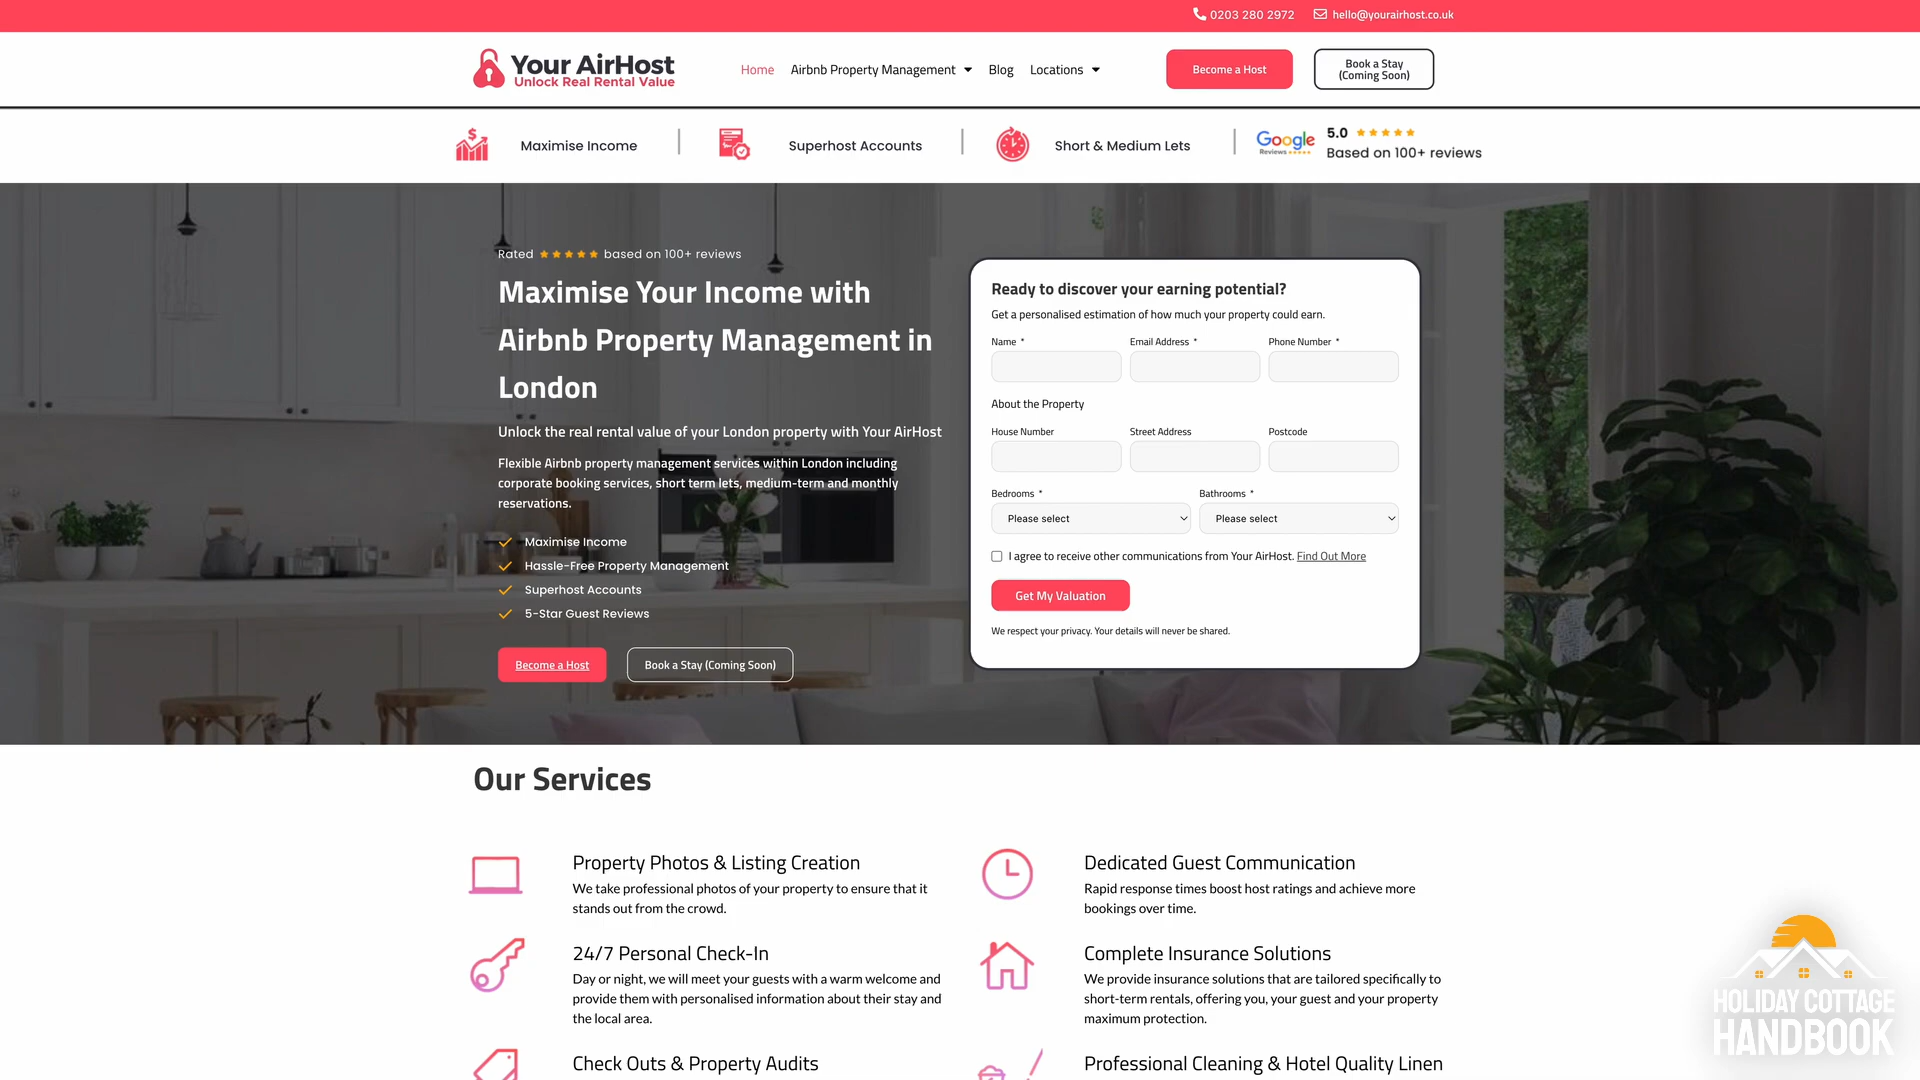 0203 280 2972
hello@yourairhost.co.uk
Your AirHost
Unlock Real Rental Value
Home
Airbnb Property Management
Blog
Locations
Become a Host
Book a Stay
(Coming Soon)
Maximise Income
Superhost Accounts
Short & Medium Lets
Google
Reviews
5.0
Based on 100+ reviews
Rated
based on 100+ reviews
Maximise Your Income with
Airbnb Property Management in
London
Unlock the real rental value of your London property with Your AirHost
Flexible Airbnb property management services within London including
corporate booking services, short term lets, medium-term and monthly
reservations.
Maximise Income
Hassle-Free Property Management
Superhost Accounts
5-Star Guest Reviews
Become a Host
Book a Stay (Coming Soon)
Ready to discover your earning potential?
Get a personalised estimation of how much your property could earn.
Name *
Email Address *
Phone Number *
About the Property
House Number
Street Address
Postcode
Bedrooms *
Bathrooms *
Please select
Please select
I agree to receive other communications from Your AirHost. Find Out More
Get My Valuation
We respect your privacy. Your details will never be shared.
Our Services
Property Photos & Listing Creation
We take professional photos of your property to ensure that it
stands out from the crowd.
Dedicated Guest Communication
Rapid response times boost host ratings and achieve more
bookings over time.
24/7 Personal Check-In
Day or night, we will meet your guests with a warm welcome and
provide them with personalised information about their stay and
the local area.
Complete Insurance Solutions
We provide insurance solutions that are tailored specifically to
short-term rentals, offering you, your guest and your property
maximum protection.
Check Outs & Property Audits
Professional Cleaning & Hotel Quality Linen
HOLIDAY COTTAGE
HANDBOOK